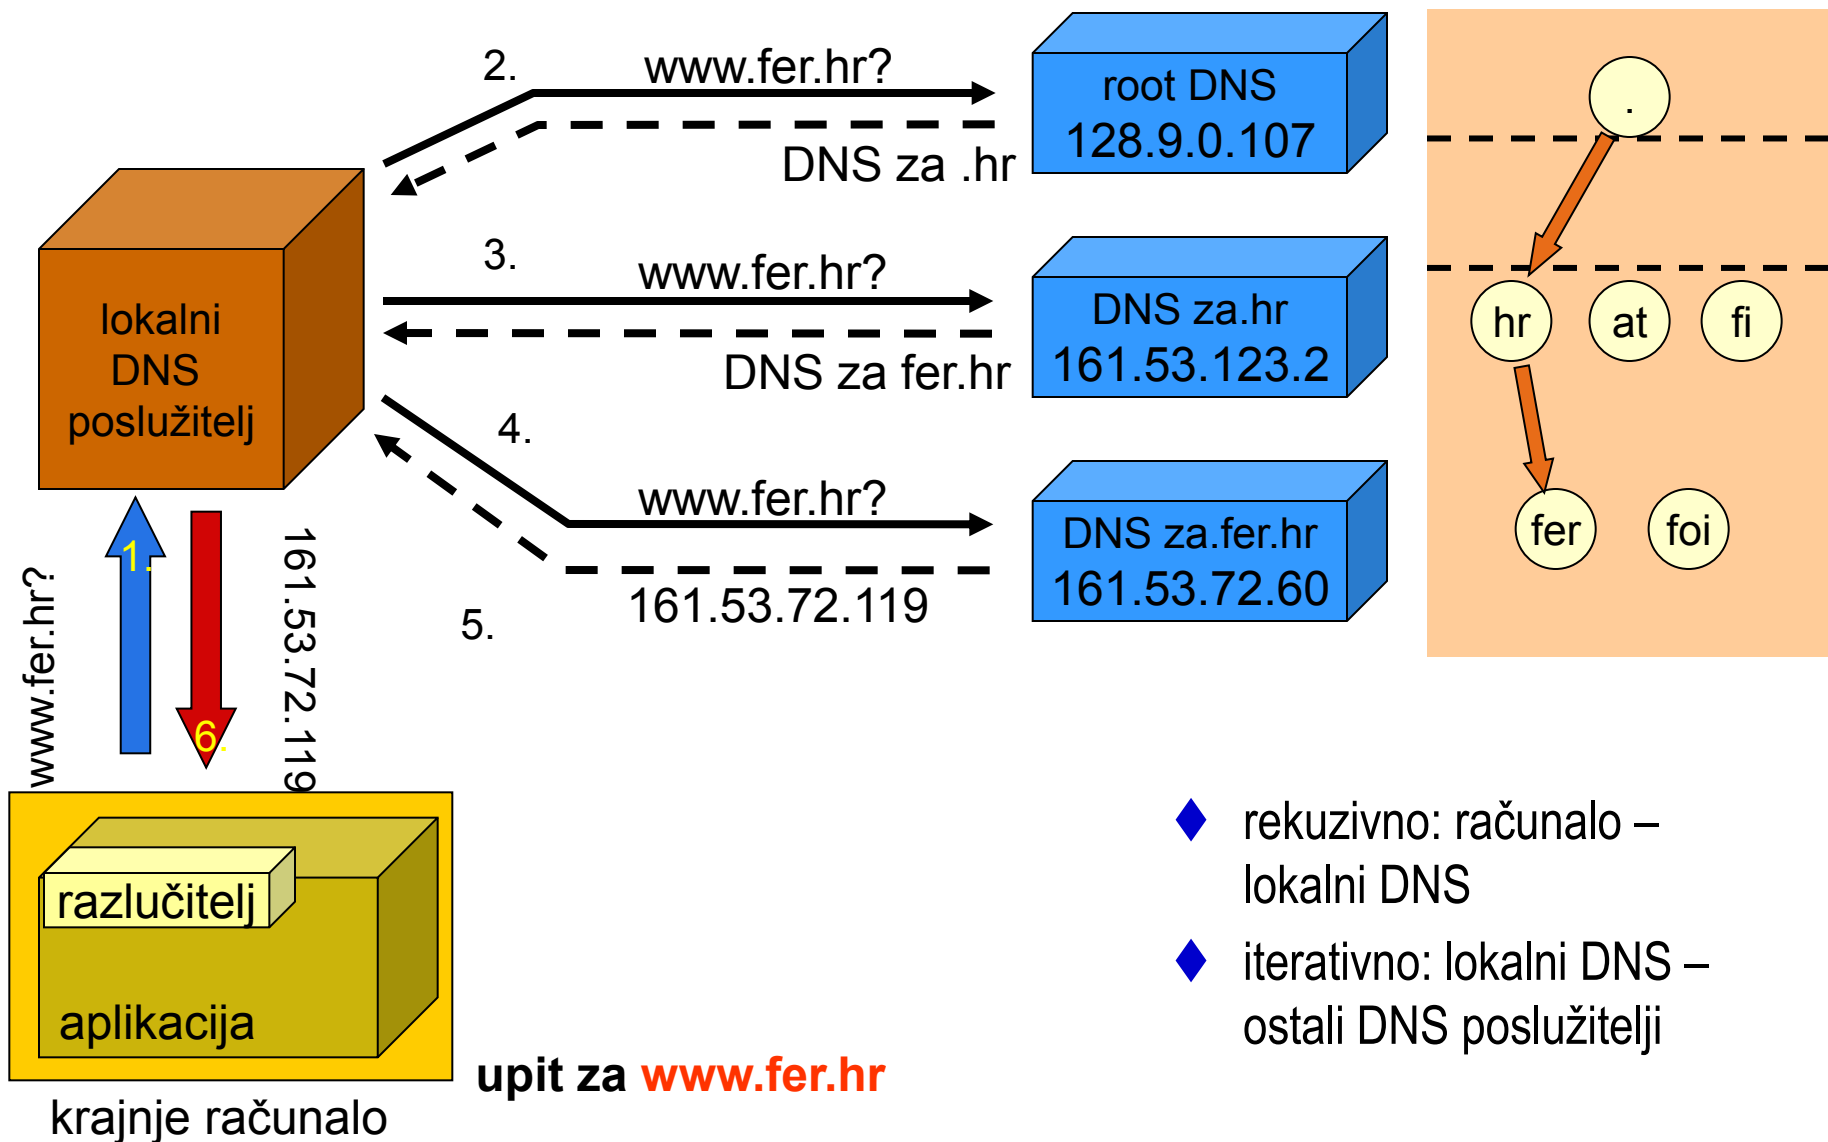 2.
www.fer.hr?
DNS za .hr
root DNS
128.9.0.107
.
3.
www.fer.hr?
DNS za fer.hr
DNS za.hr
161.53.123.2
hr
at
fi
lokalni
DNS
poslužitelj
4.
www.fer.hr?
161.53.72.119
5.
DNS za.fer.hr
161.53.72.60
fer
foi
www.fer.hr?
1.
6.
161.53.72.119
razlučitelj
aplikacija
krajnje računalo
upit za www.fer.hr
rekuzivno: računalo –
lokalni DNS
iterativno: lokalni DNS –
ostali DNS poslužitelji